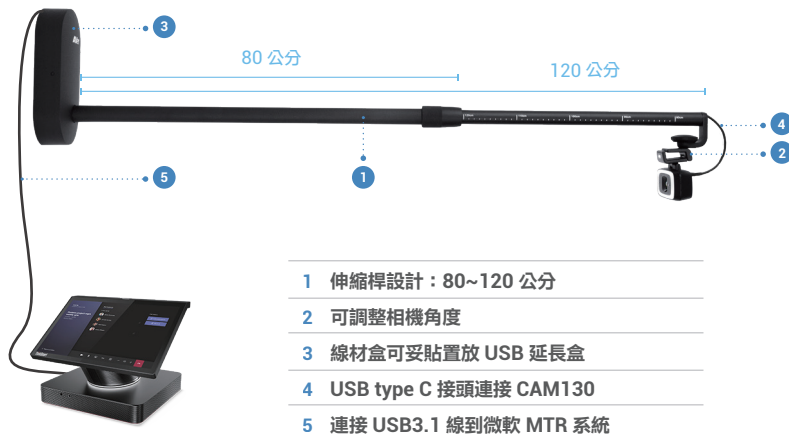 3
80 公分
120 公分
4
2
5
1
1 伸縮桿設計：80~120 公分
2 可調整相機角度
3 線材盒可妥貼置放 USB 延長盒
4 USB type C 接頭連接 CAM130
5 連接 USB3.1 線到微軟 MTR 系統